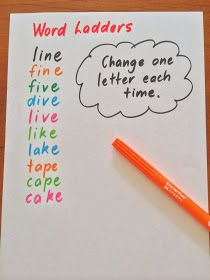 Word Ladders
line
fine
five
dive
live
like
lake
tape
cape
cake
Change one
letter each
time.